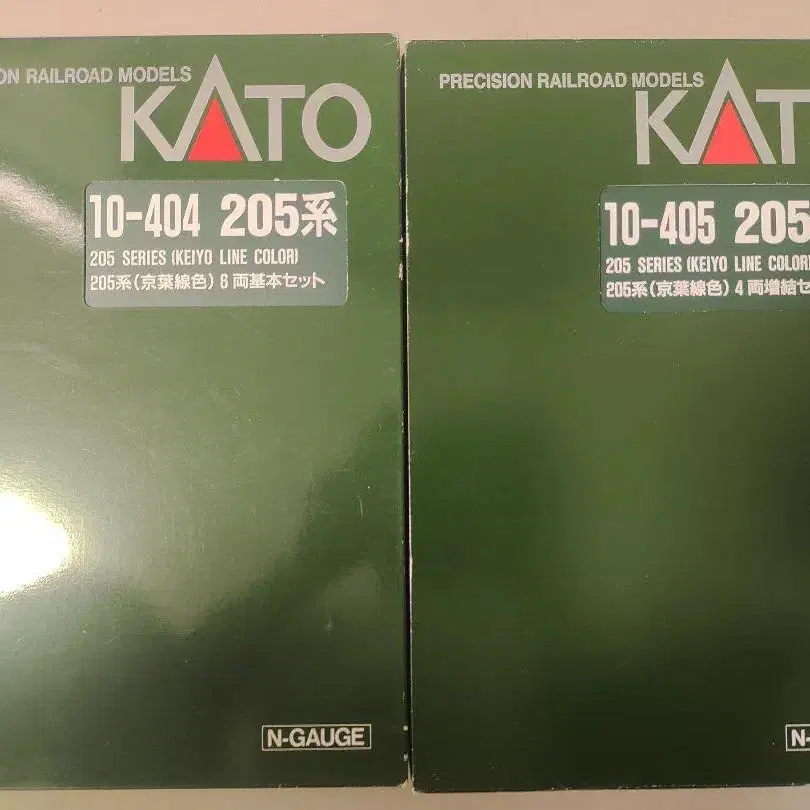 ON RAILROAD MODELS
KATO
10-404 205系
205 SERIES (KEIYO LINE COLOR)
205系(京葉線色) 6両基本セット
N-GAUGE
PRECISION RAILROAD MODELS
KAT
10-405 205
205 SERIES (KEIYO LINE COLOR)
205系(京葉線色) 4両増結セ
N-